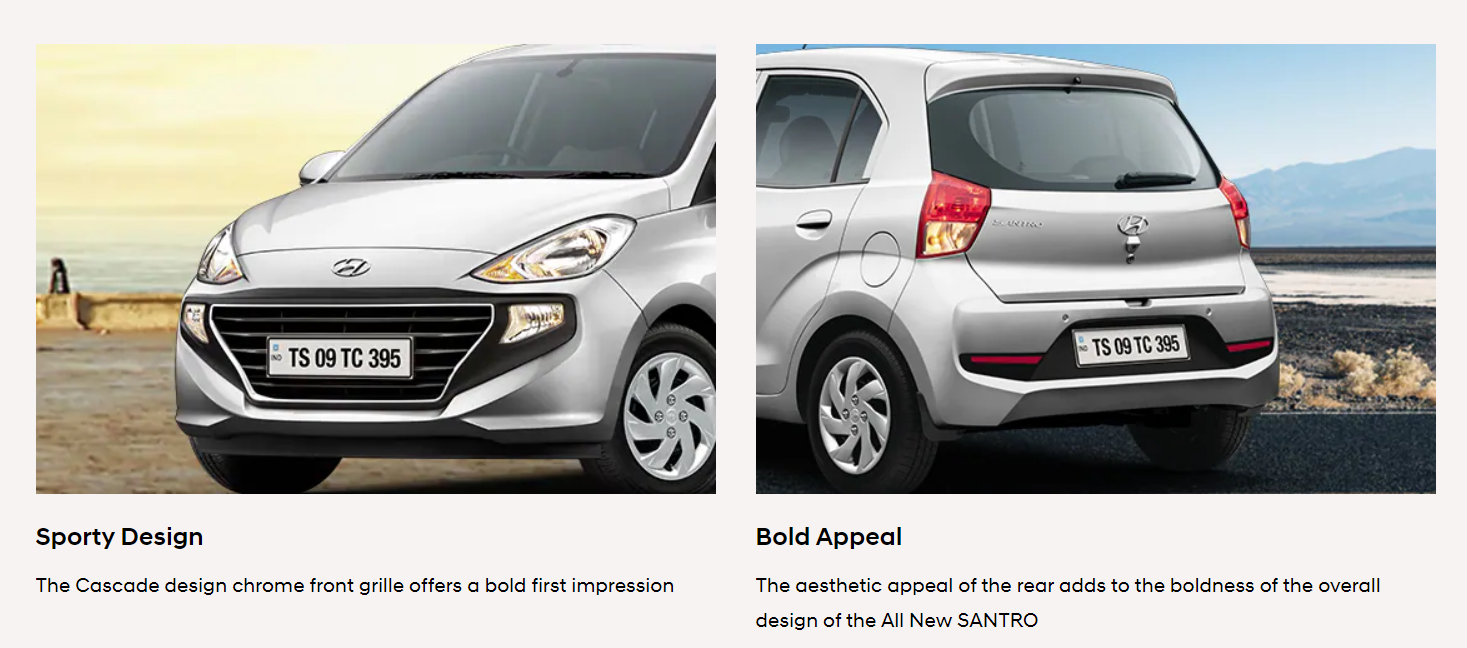 IND
TS 09 TC 395
SANTRO
IND
TS 09 TC 395
Sporty Design
The Cascade design chrome front grille offers a bold first impression
Bold Appeal
The aesthetic appeal of the rear adds to the boldness of the overall
design of the All New SANTRO